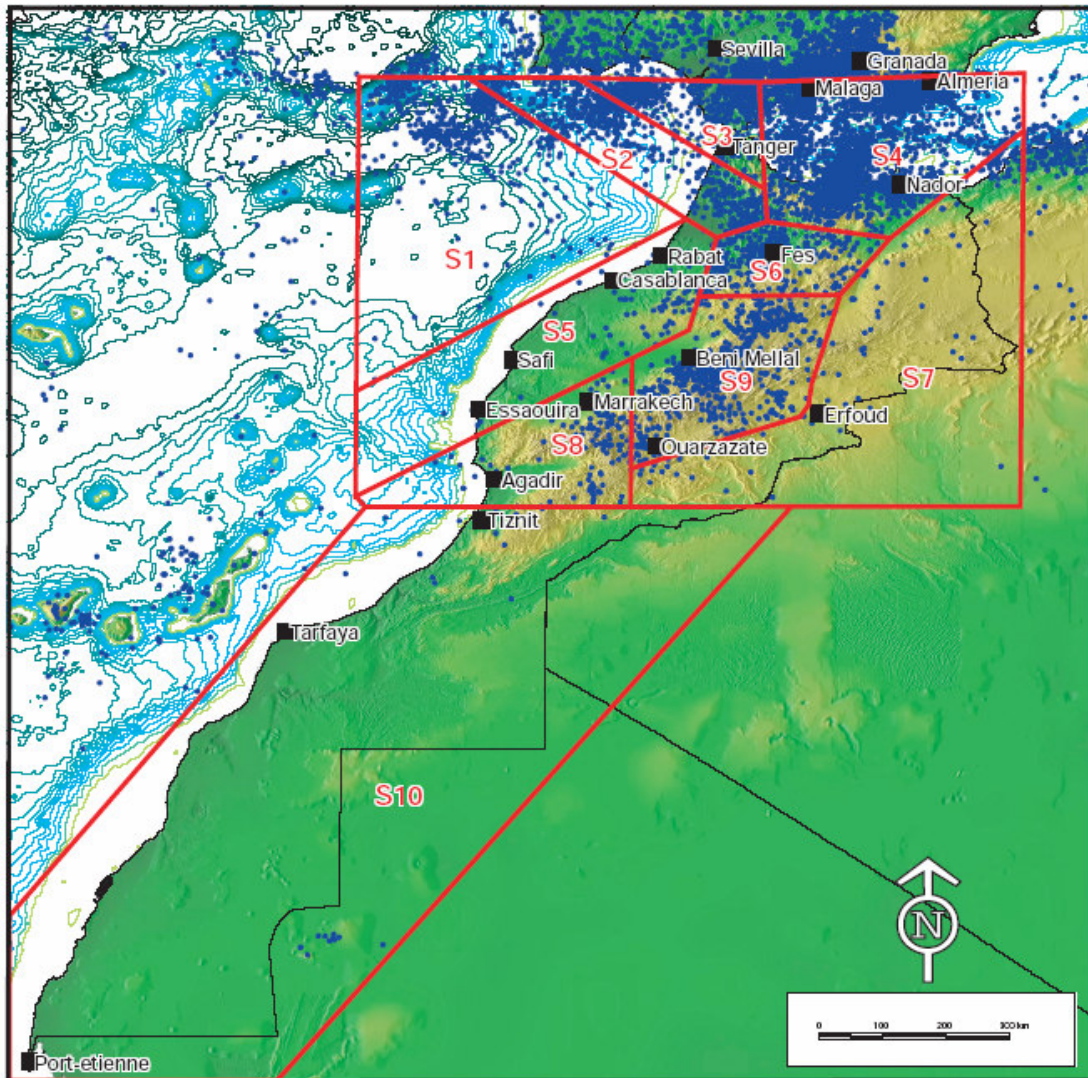 Sevilla
Granada
Malaga
Almeria
S3
Tanger
S2
S4
Nador
S1
Rabat
Fes
S6
Casablanca
S5
Safi
Beni Mellal
S9
S7
Essaouira
Marrakech
Erfoud
S8
Ouarzazate
Agadir
Tiznit
Tarfaya
S10
N
0 100 200 300 km
Port-etienne